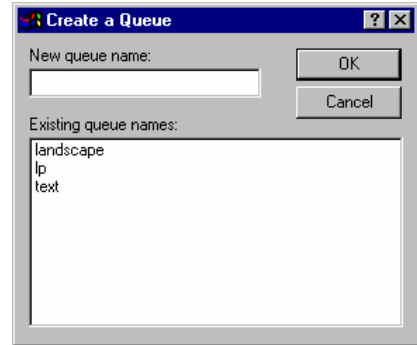 Create a Queue
New queue name:
OK
Cancel
Existing queue names:
landscape
lp
text